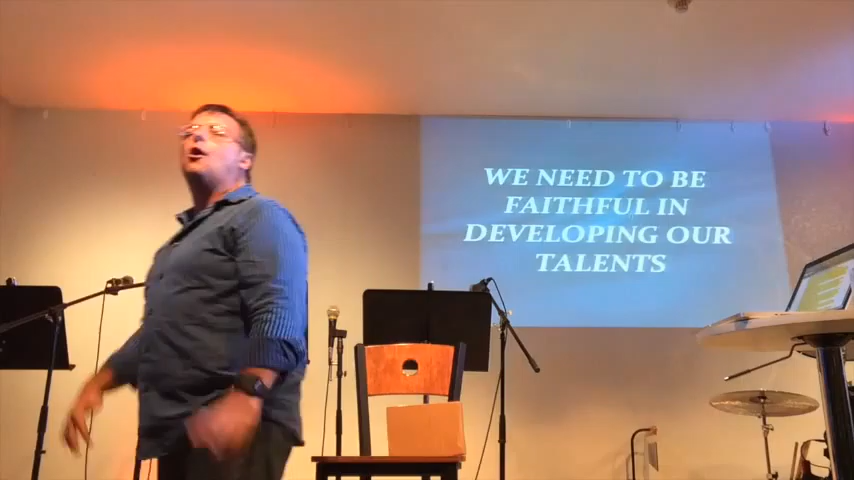 WE NEED TO BE
FAITHFUL IN
DEVELOPING OUR
TALENTS